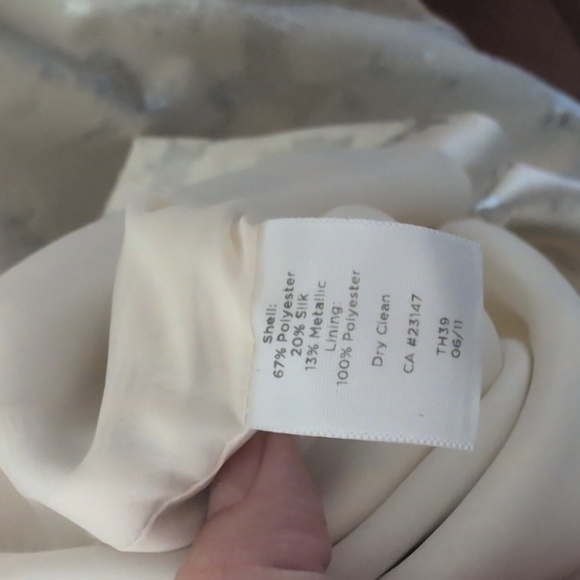 Shell:
67% Polyester
20% Silk
13% Metallic
Lining:
100% Polyester
Dry Clean
CA #23147
TH39
06/11